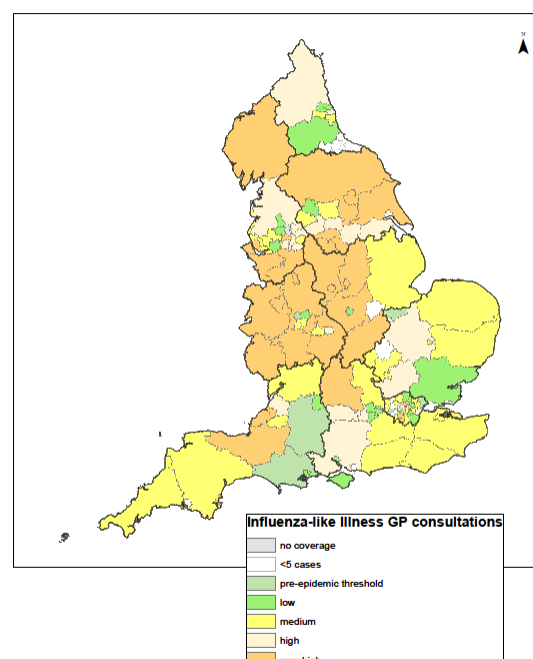 N
Influenza-like Illness GP consultations
no coverage
<5 cases
pre-epidemic threshold
low
medium
high